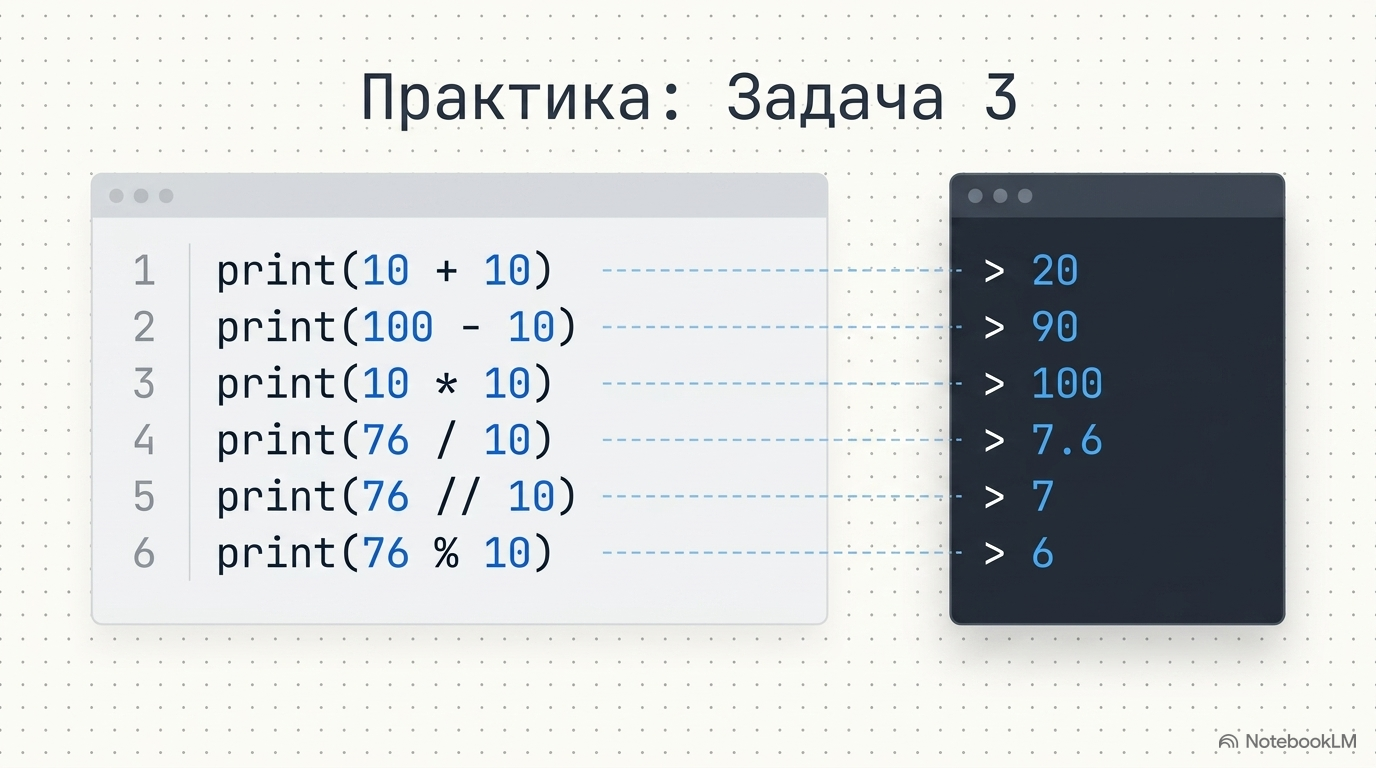 Практика: Задача 3
1 print(10 + 10) > 20
2 print(100 - 10) > 90
3 print(10 * 10) > 100
4 print(76 / 10) > 7.6
5 print(76 // 10) > 7
6 print(76 % 10) > 6
NotebookLM